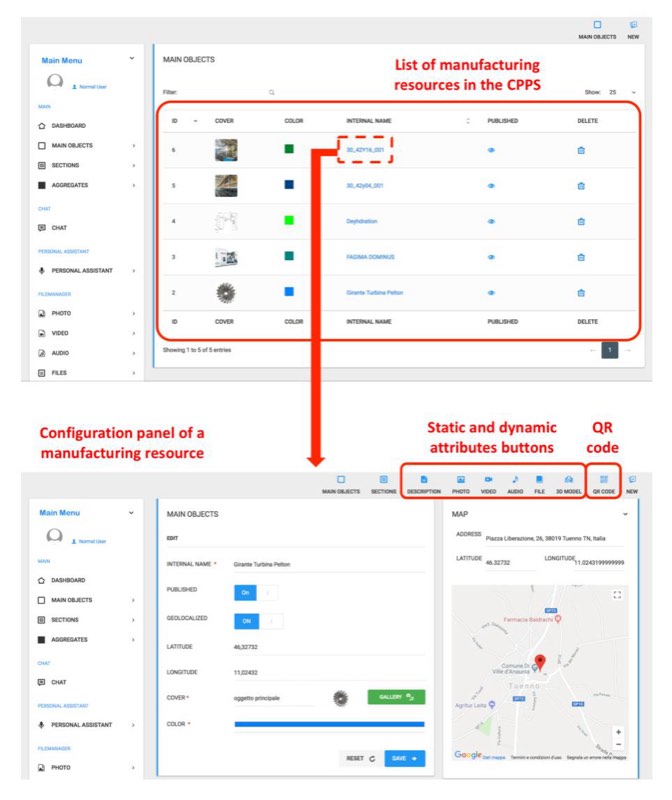 MAIN OBJECTS NEW
Main Menu
Normal User
MAIN
DASHBOARD
MAIN OBJECTS
SECTIONS
AGGREGATES
CHAT
CHAT
PERSONAL ASSISTANT
PERSONAL ASSISTANT
FILEMANAGER
PHOTO
VIDEO
AUDIO
FILES
MAIN OBJECTS
List of manufacturing
resources in the CPPS
Filter:
Show: 25
ID COVER COLOR INTERNAL NAME PUBLISHED DELETE
6 30_42Y16_001
5 30_42y04_001
4 Deyhdration
3 FAGIMA DOMINUS
2 Girante Turbina Pelton
ID COVER COLOR INTERNAL NAME PUBLISHED DELETE
Showing 1 to 5 of 5 entries
1
Configuration panel of a
manufacturing resource
Static and dynamic
attributes buttons
QR
code
MAIN OBJECTS SECTIONS DESCRIPTION PHOTO VIDEO AUDIO FILE 3D MODEL QR CODE NEW
Main Menu
Normal User
MAIN
DASHBOARD
MAIN OBJECTS
SECTIONS
AGGREGATES
CHAT
CHAT
PERSONAL ASSISTANT
PERSONAL ASSISTANT
FILEMANAGER
PHOTO
MAIN OBJECTS
EDIT
INTERNAL NAME * Girante Turbina Pelton
PUBLISHED On
GEOLOCALIZED ON
LATITUDE 46,32732
LONGITUDE 11,02432
COVER * oggetto principale GALLERY
COLOR *
RESET SAVE
MAP
ADDRESS Piazza Liberazione, 26, 38019 Tuenno TN, Italia
LATITUDE 46.32732 LONGITUDE 11.0243199999999
Farmacia Baldrachi
Comune Di
Ville d'Anaunia
Tuenno
Agritur Leita
SP73
Google Dati mappa Termini e condizioni d'uso Segnala un errore nella mappa